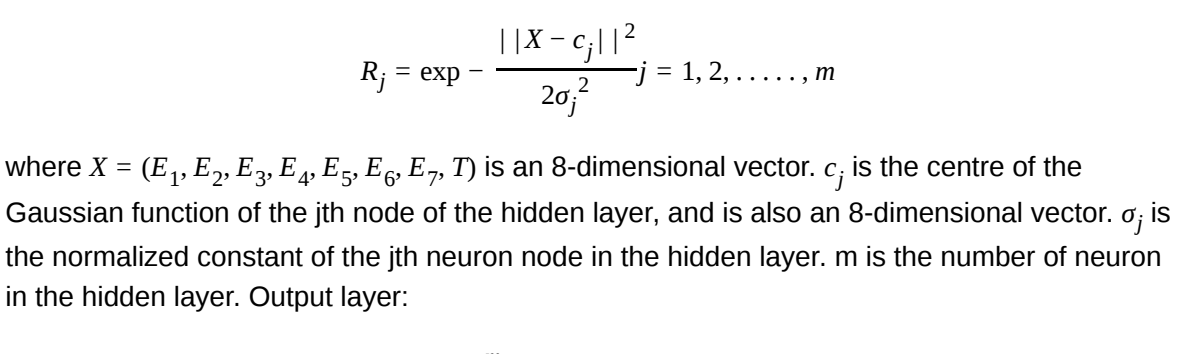 R_j = exp − ||X − c_j||² / 2σ_j² j = 1, 2, . . . . . , m
where X = (E_1, E_2, E_3, E_4, E_5, E_6, E_7, T) is an 8-dimensional vector. c_j is the centre of the
Gaussian function of the jth node of the hidden layer, and is also an 8-dimensional vector. σ_j is
the normalized constant of the jth neuron node in the hidden layer. m is the number of neuron
in the hidden layer. Output layer: